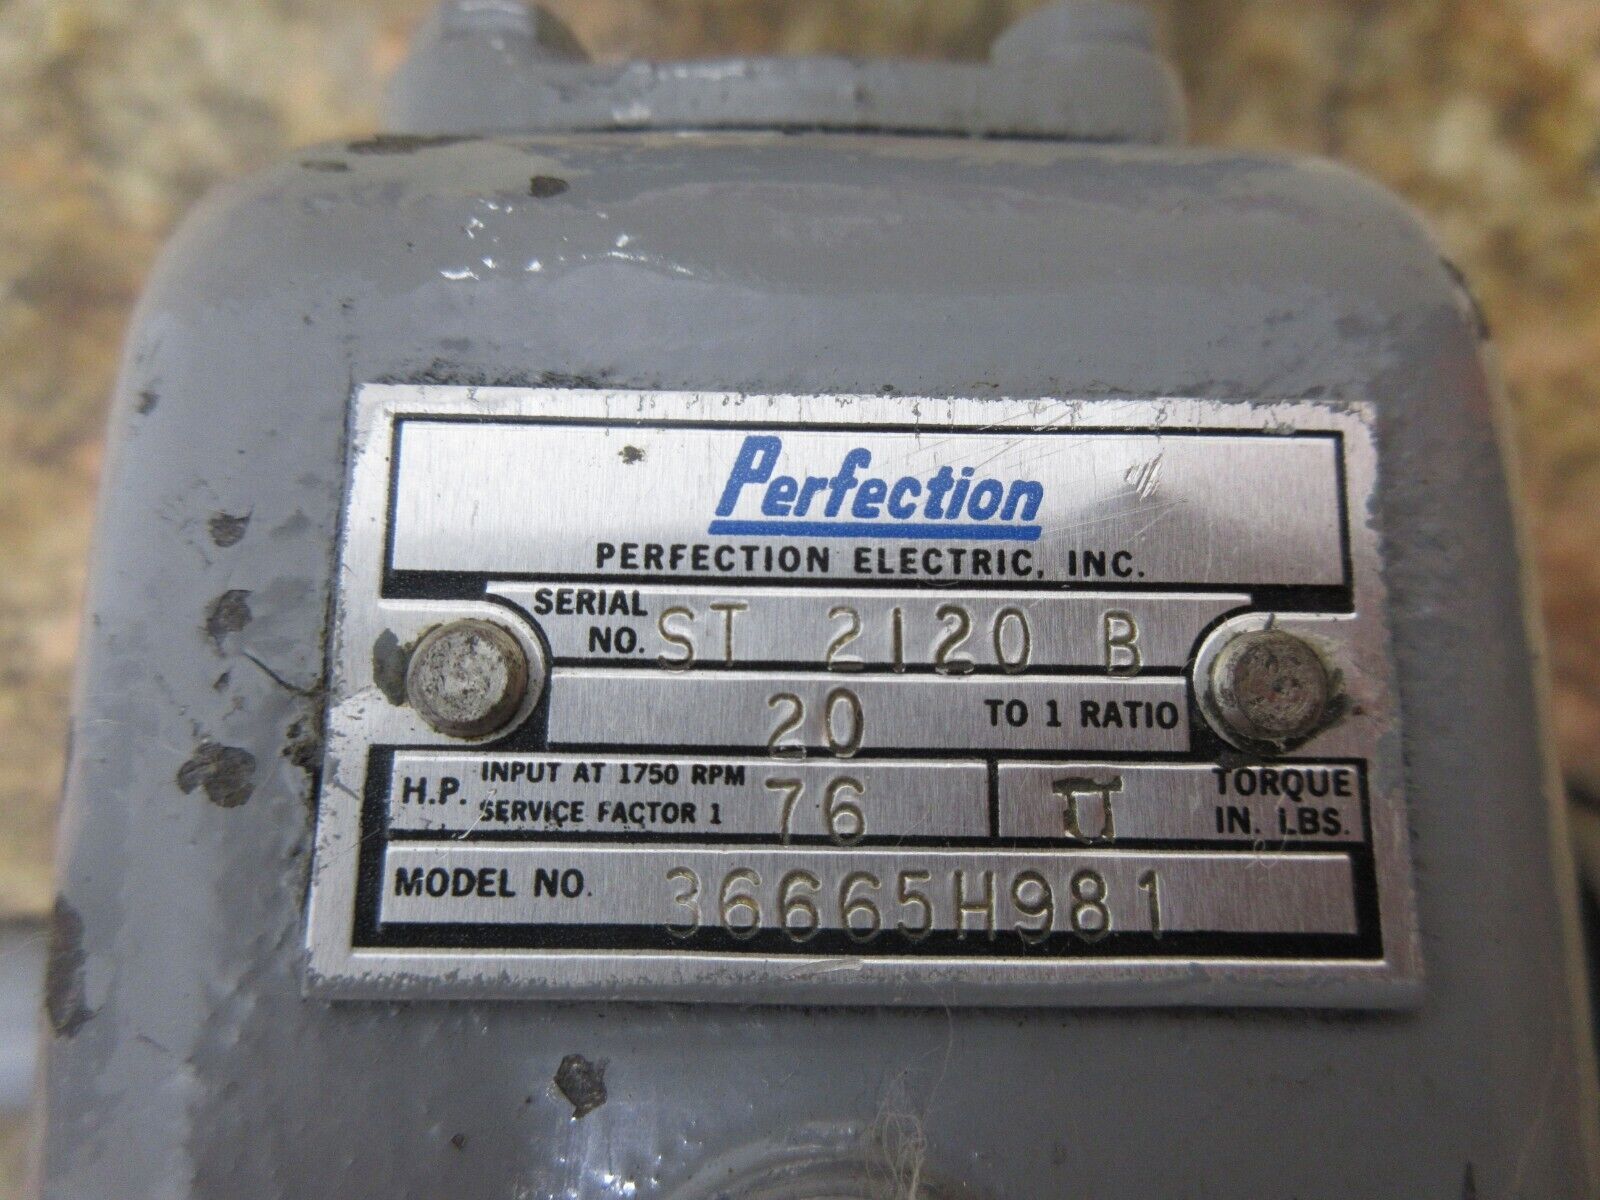 Perfection
PERFECTION ELECTRIC, INC.
SERIAL NO. ST 2120 B
20 TO 1 RATIO
H.P. INPUT AT 1750 RPM SERVICE FACTOR 1 76
TORQUE IN. LBS.
MODEL NO. 36665H981